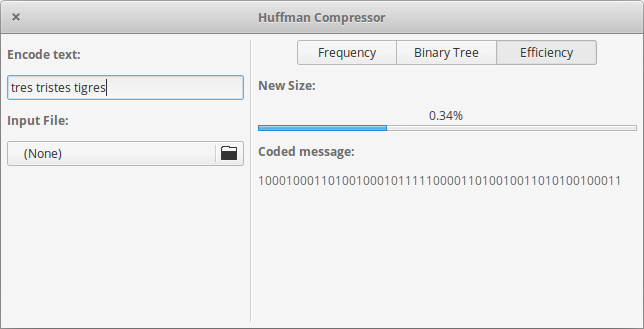 Huffman Compressor
Encode text:
tres tristes tigres
Input File:
(None)
Frequency Binary Tree Efficiency
New Size:
0.34%
Coded message:
1000100011010010001011111000011010010011010100100011